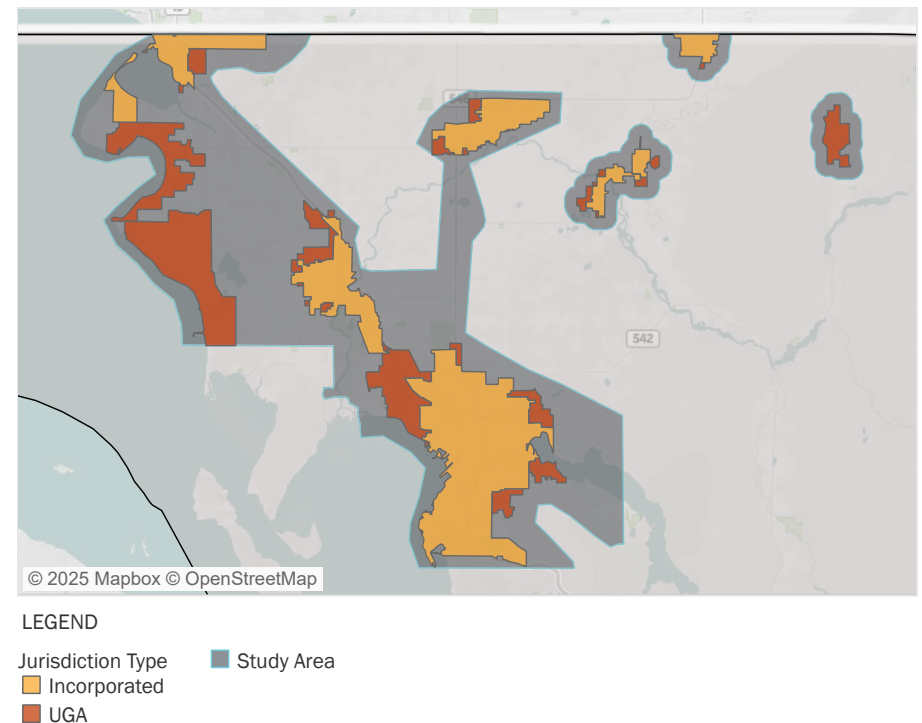 542
© 2025 Mapbox © OpenStreetMap
LEGEND
Jurisdiction Type
Study Area
Incorporated
UGA